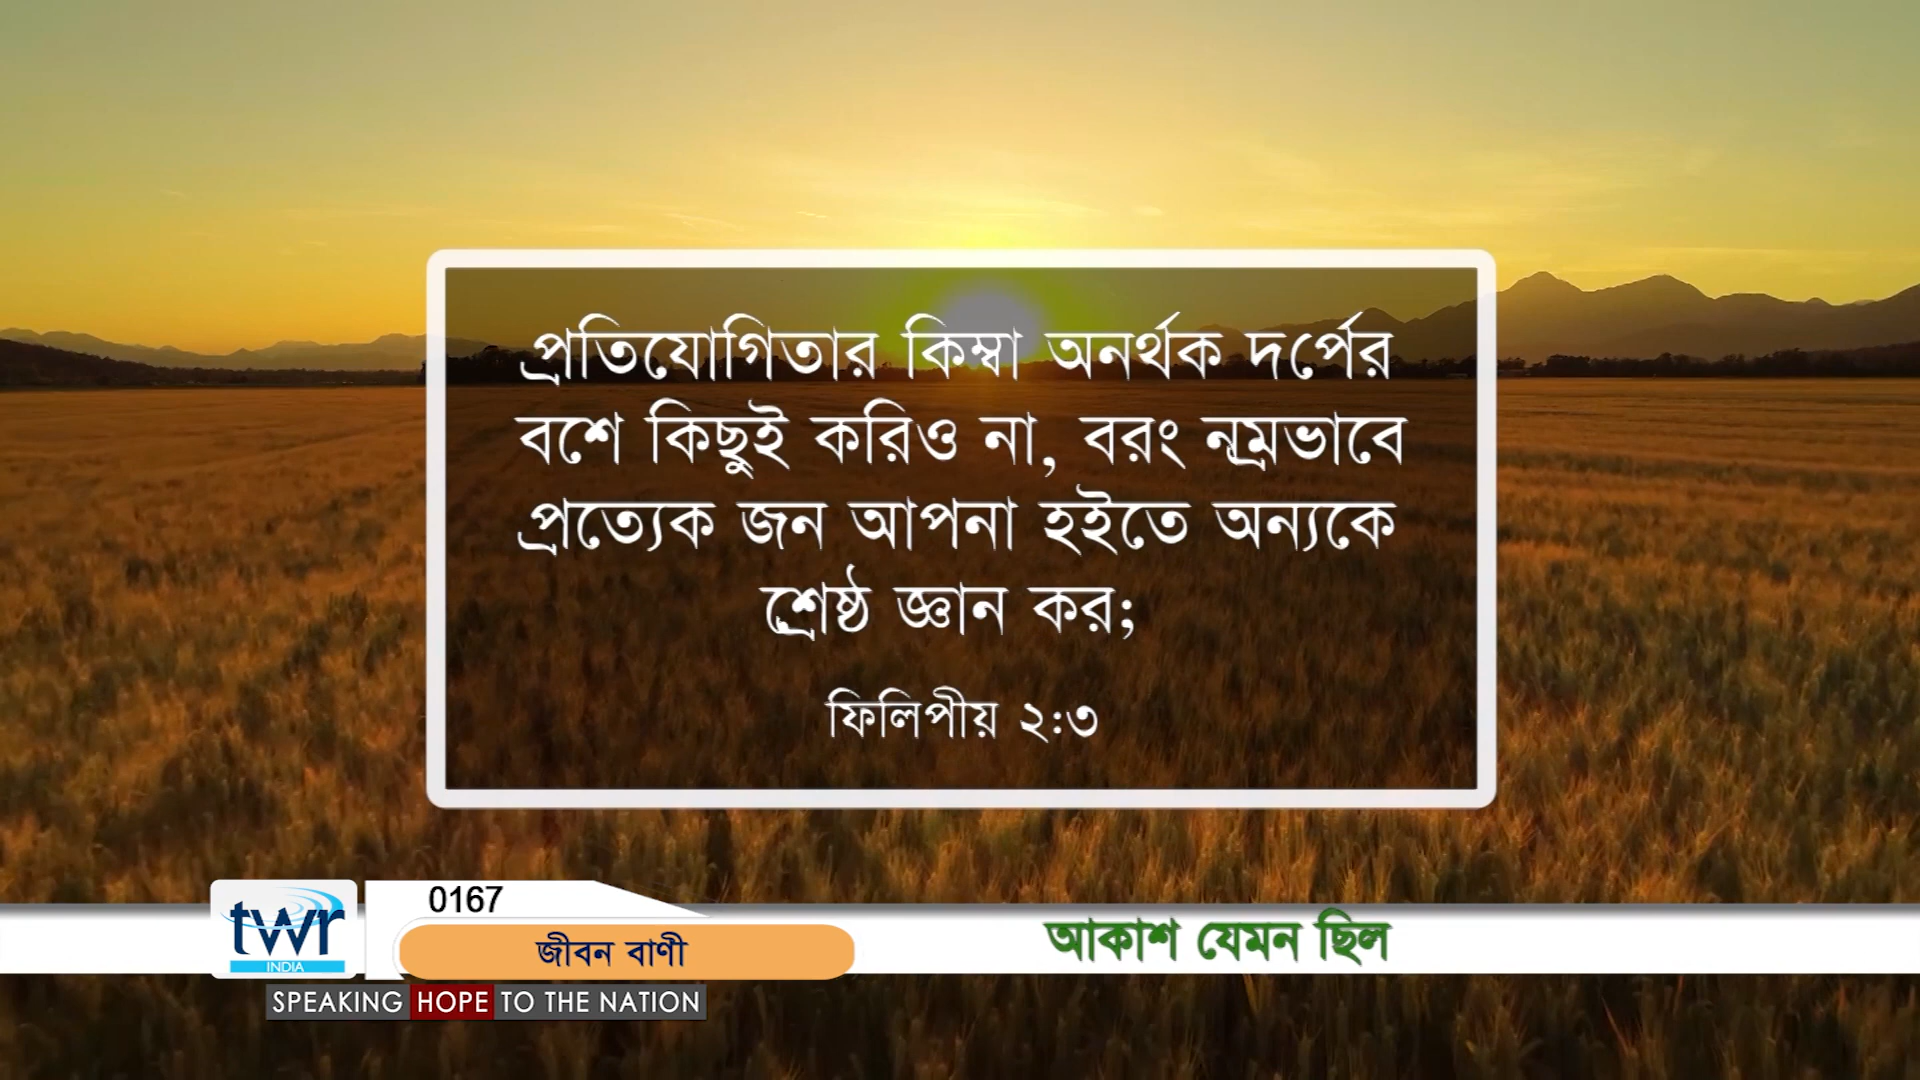 প্রতিযোগিতার কিম্বা অনর্থক দর্পের
বশে কিছুই করিও না, বরং নম্রভাবে
প্রত্যেক জন আপনা হইতে অন্যকে
শ্রেষ্ঠ জ্ঞান কর;
ফিলিপীয় ২:৩
0167
twr
INDIA
জীবন বাণী
আকাশ যেমন ছিল
SPEAKING HOPE TO THE NATION